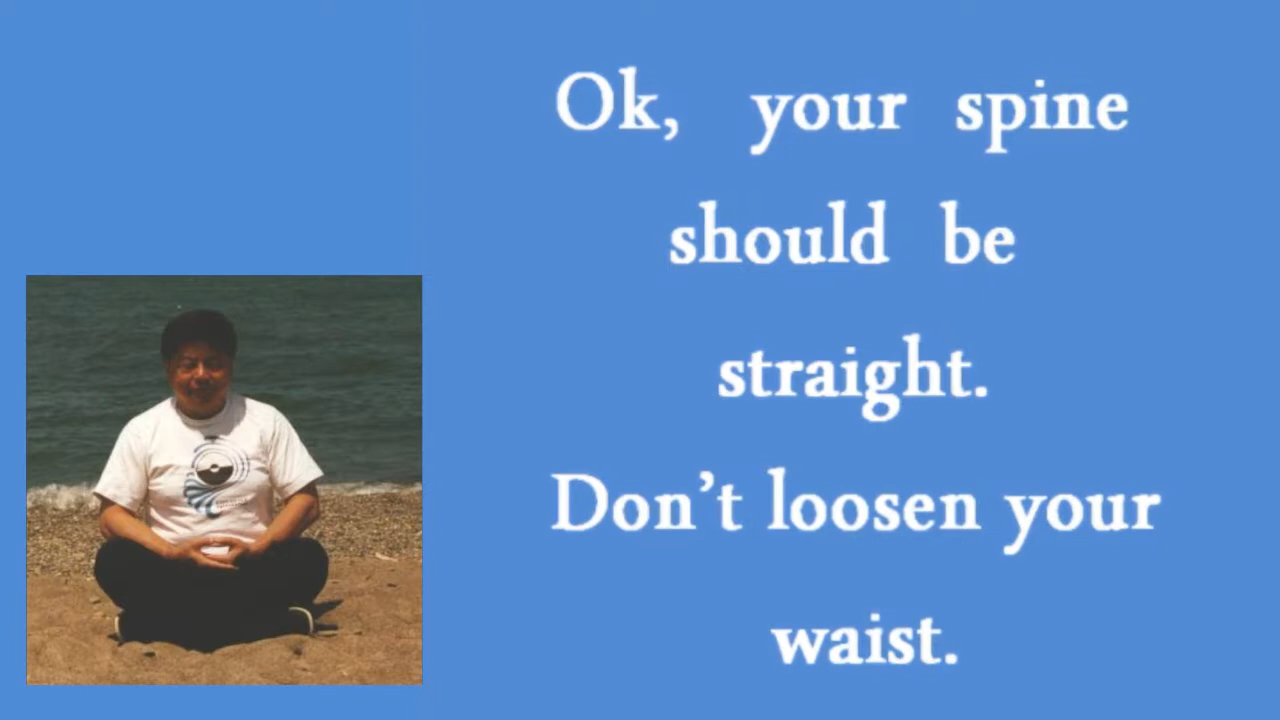 Ok, your spine
should be
straight.
Don’t loosen your
waist.